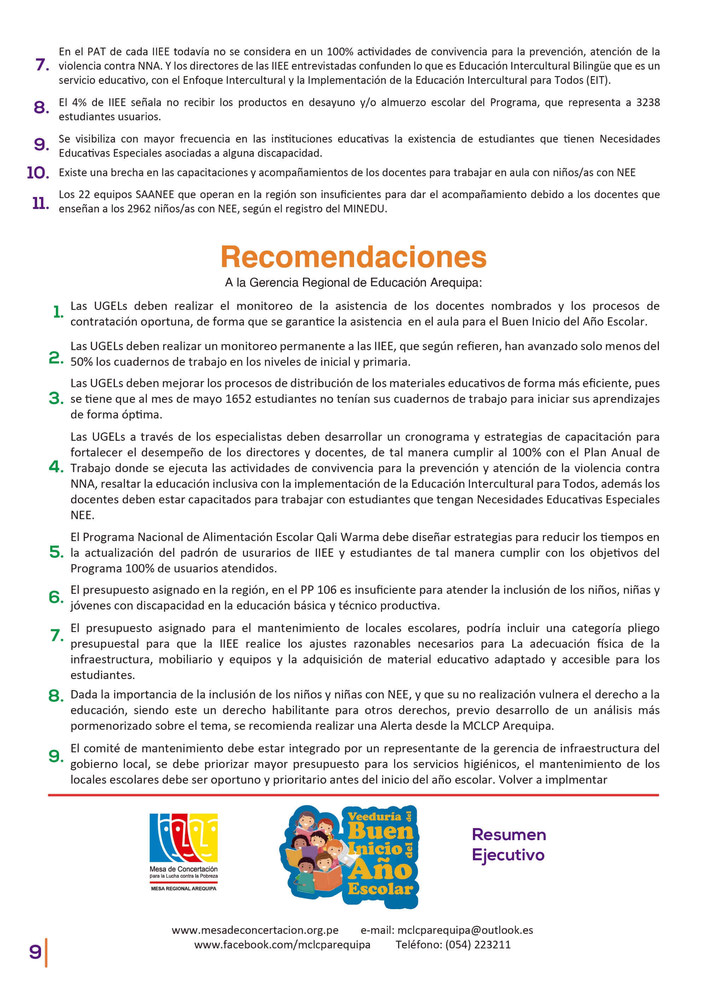 En el PAT de cada IIEE todavía no se considera en un 100% actividades de convivencia para la prevención, atención de la
7. violencia contra NNA. Y los directores de las IIEE entrevistadas confunden lo que es Educación Intercultural Bilingüe que es un
servicio educativo, con el Enfoque Intercultural y la Implementación de la Educación Intercultural para Todos (EIT).
8. El 4% de IIEE señala no recibir los productos en desayuno y/o almuerzo escolar del Programa, que representa a 3238
estudiantes usuarios.
9. Se visibiliza con mayor frecuencia en las instituciones educativas la existencia de estudiantes que tienen Necesidades
Educativas Especiales asociadas a alguna discapacidad.
10. Existe una brecha en las capacitaciones y acompañamientos de los docentes para trabajar en aula con niños/as con NEE
11. Los 22 equipos SAANEE que operan en la región son insuficientes para dar el acompañamiento debido a los docentes que
enseñan a los 2962 niños/as con NEE, según el registro del MINEDU.
Recomendaciones
A la Gerencia Regional de Educación Arequipa:
1. Las UGELs deben realizar el monitoreo de la asistencia de los docentes nombrados y los procesos de
contratación oportuna, de forma que se garantice la asistencia en el aula para el Buen Inicio del Año Escolar.
Las UGELs deben realizar un monitoreo permanente a las IIEE, que según refieren, han avanzado solo menos del
2. 50% los cuadernos de trabajo en los niveles de inicial y primaria.
Las UGELs deben mejorar los procesos de distribución de los materiales educativos de forma más eficiente, pues
3. se tiene que al mes de mayo 1652 estudiantes no tenían sus cuadernos de trabajo para iniciar sus aprendizajes
de forma óptima.
Las UGELs a través de los especialistas deben desarrollar un cronograma y estrategias de capacitación para
fortalecer el desempeño de los directores y docentes, de tal manera cumplir al 100% con el Plan Anual de
4. Trabajo donde se ejecuta las actividades de convivencia para la prevención y atención de la violencia contra
NNA, resaltar la educación inclusiva con la implementación de la Educación Intercultural para Todos, además los
docentes deben estar capacitados para trabajar con estudiantes que tengan Necesidades Educativas Especiales
NEE.
El Programa Nacional de Alimentación Escolar Qali Warma debe diseñar estrategias para reducir los tiempos en
5. la actualización del padrón de usurarios de IIEE y estudiantes de tal manera cumplir con los objetivos del
Programa 100% de usuarios atendidos.
6. El presupuesto asignado en la región, en el PP 106 es insuficiente para atender la inclusión de los niños, niñas y
jóvenes con discapacidad en la educación básica y técnico productiva.
7. El presupuesto asignado para el mantenimiento de locales escolares, podría incluir una categoría pliego
presupuestal para que la IIEE realice los ajustes razonables necesarios para La adecuación física de la
infraestructura, mobiliario y equipos y la adquisición de material educativo adaptado y accesible para los
estudiantes.
8. Dada la importancia de la inclusión de los niños y niñas con NEE, y que su no realización vulnera el derecho a la
educación, siendo este un derecho habilitante para otros derechos, previo desarrollo de un análisis más
pormenorizado sobre el tema, se recomienda realizar una Alerta desde la MCLCP Arequipa.
9. El comité de mantenimiento debe estar integrado por un representante de la gerencia de infraestructura del
gobierno local, se debe priorizar mayor presupuesto para los servicios higiénicos, el mantenimiento de los
locales escolares debe ser oportuno y prioritario antes del inicio del año escolar. Volver a implmentar
Mesa de Concertación
para la Lucha contra la Pobreza
MESA REGIONAL AREQUIPA
Veeduría del
Buen
Inicio del
Año
Escolar
Resumen
Ejecutivo
www.mesadeconcertacion.org.pe e-mail: mclcparequipa@outlook.es
www.facebook.com/mclcparequipa Teléfono: (054) 223211
9